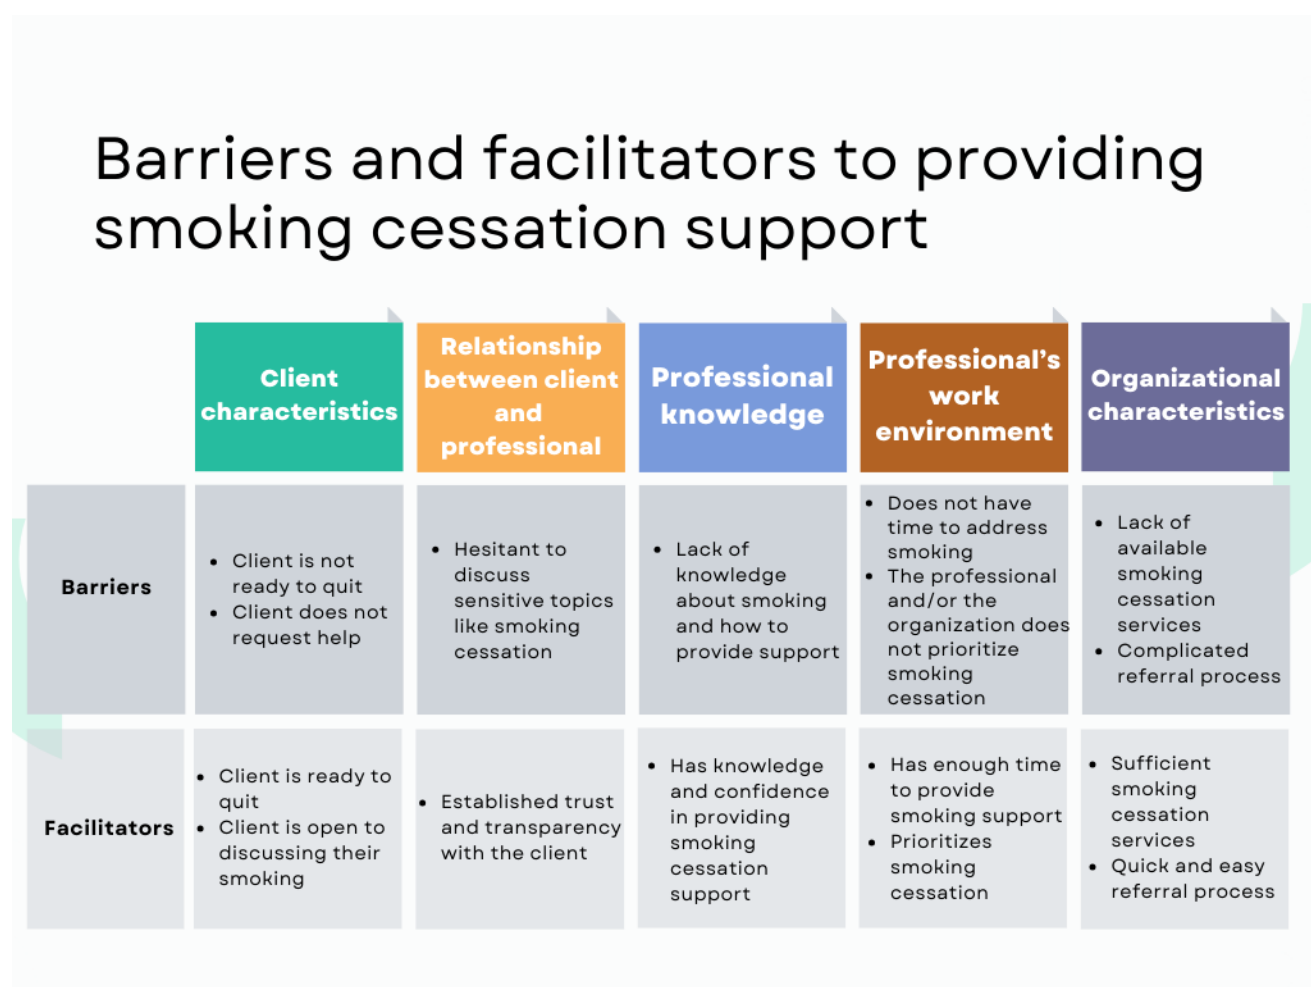 Barriers and facilitators to providing
smoking cessation support
Client
characteristics
Relationship
between client
and
professional
Professional
knowledge
Professional's
work
environment
Organizational
characteristics
Barriers
• Client is not
ready to quit
• Client does not
request help
• Hesitant to
discuss
sensitive topics
like smoking
cessation
• Lack of
knowledge
about smoking
and how to
provide support
• Does not have
time to address
smoking
• The professional
and/or the
organization does
not prioritize
smoking
cessation
• Lack of
available
smoking
cessation
services
• Complicated
referral process
Facilitators
• Client is ready to
quit
• Client is open to
discussing their
smoking
• Established trust
and transparency
with the client
• Has knowledge
and confidence
in providing
smoking
cessation
support
• Has enough time
to provide
smoking support
• Prioritizes
smoking
cessation
• Sufficient
smoking
cessation
services
• Quick and easy
referral process